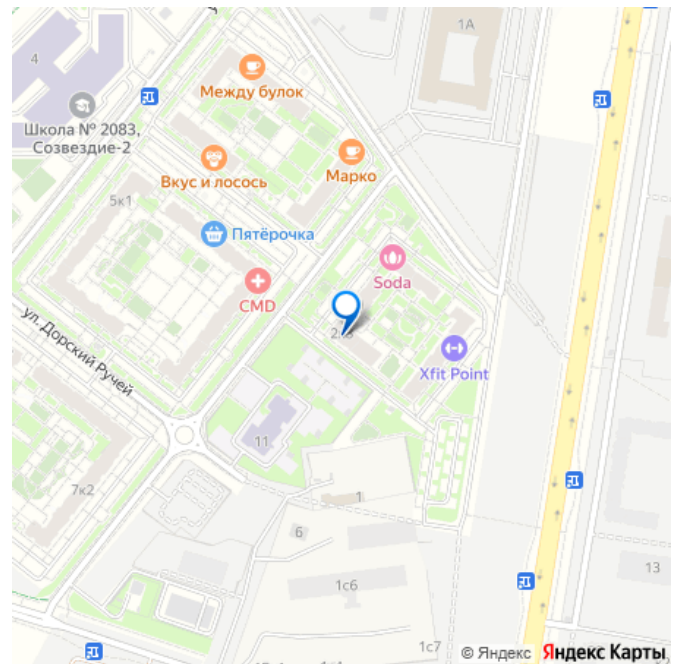 1А
4
Между булок
Школа № 2083,
Созвездие-2
Марко
Вкус и лосось
5к1
Пятёрочка
Soda
CMD
ул. Дорский Ручей
Xfit Point
11
7к2
1
6
1с6
13
1с7
© Яндекс Яндекс Карты